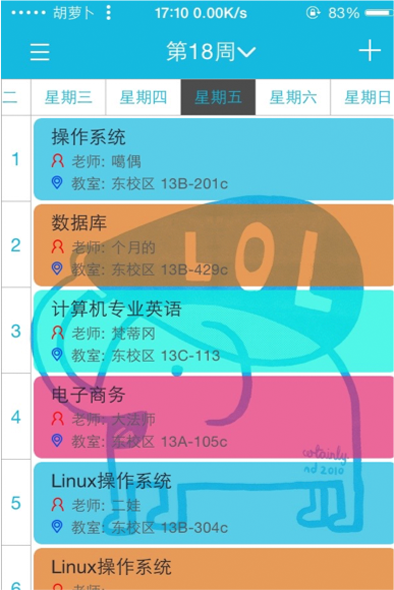 胡萝卜 17:10 0.00K/s 83%
第18周
二 星期三 星期四 星期五 星期六 星期日
1
操作系统
老师: 噶偶
教室: 东校区 13B-201c
2
数据库
老师: 个月的
教室: 东校区 13B-429c
LOL
3
计算机专业英语
老师: 梵蒂冈
教室: 东校区 13C-113
4
电子商务
老师: 大法师
教室: 东校区 13A-105c
nd 2010
5
Linux操作系统
老师: 二娃
教室: 东校区 13B-304c
6
Linux操作系统
老师: